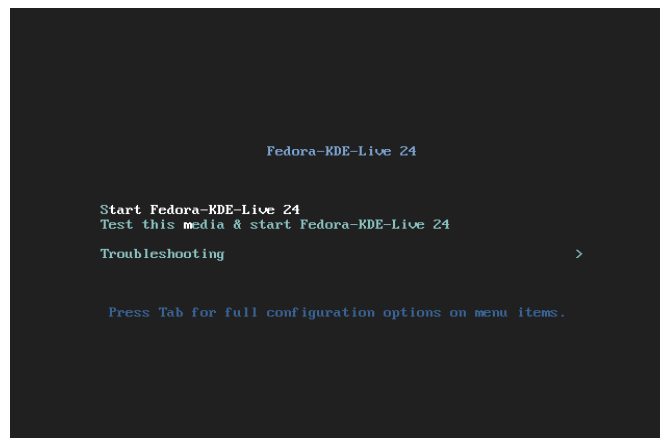 Fedora-KDE-Live 24
Start Fedora-KDE-Live 24
Test this media & start Fedora-KDE-Live 24
Troubleshooting >
Press Tab for full configuration options on menu items.